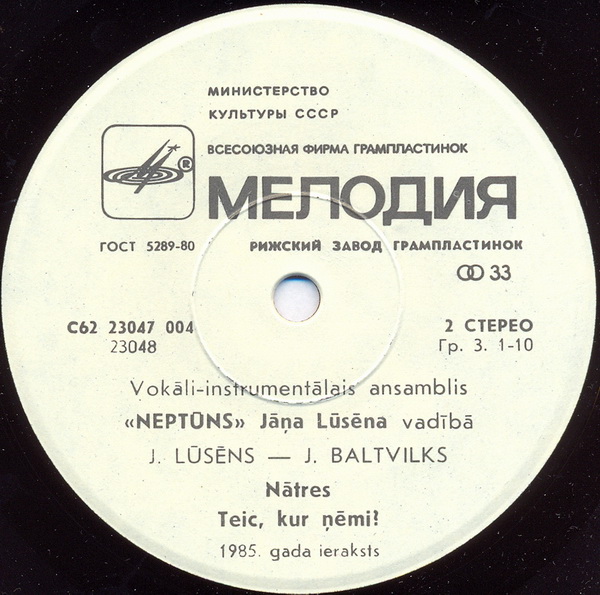 МИНИСТЕРСТВО
КУЛЬТУРЫ СССР
ВСЕСОЮЗНАЯ ФИРМА ГРАМПЛАСТИНОК
®
МЕЛОДИЯ
ГОСТ 5289-80
РИЖСКИЙ ЗАВОД ГРАМПЛАСТИНОК
33
С62 23047 004
23048
2 СТЕРЕО
Гр. 3. 1-10
Vokāli-instrumentālais ansamblis
«NEPTŪNS» Jāņa Lūsēna vadībā
J. LŪSĒNS — J. BALTVILKS
Nātres
Teic, kur ņēmi?
1985. gada ieraksts